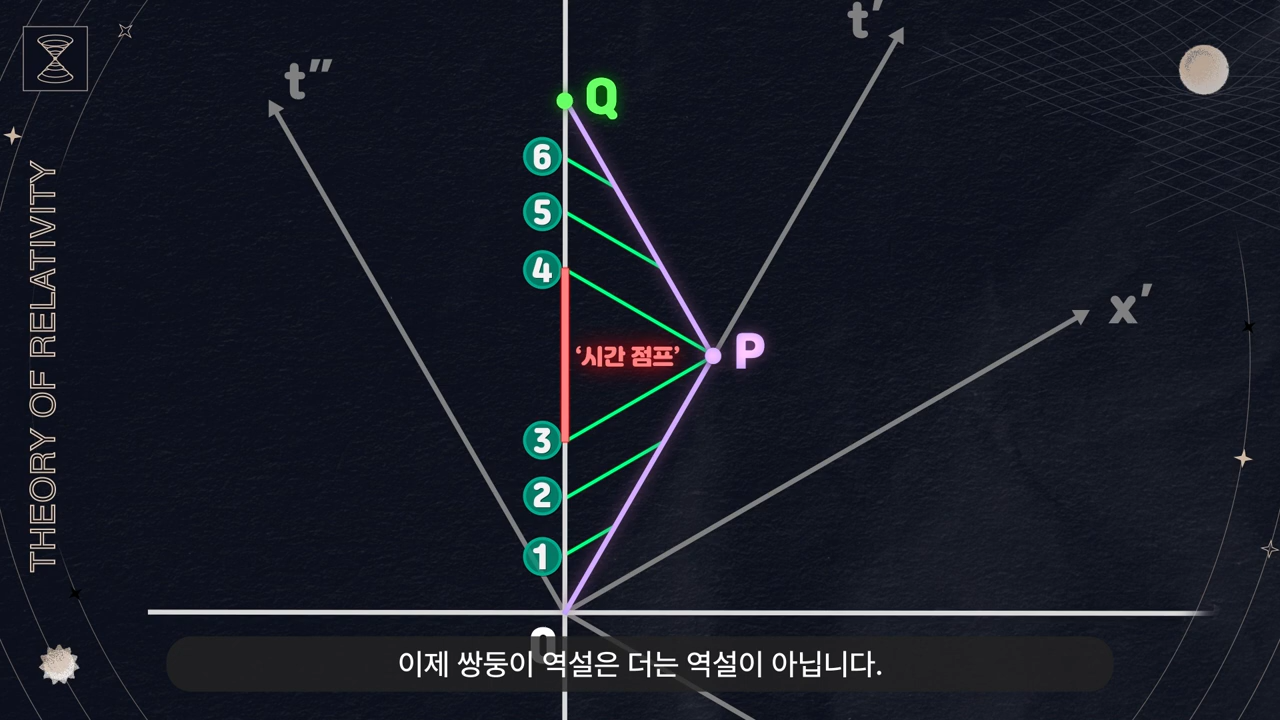 t′
t″
Q
6
5
4
'시간 점프'
P
x′
3
2
1
O
THEORY OF RELATIVITY
이제 쌍둥이 역설은 더는 역설이 아닙니다.